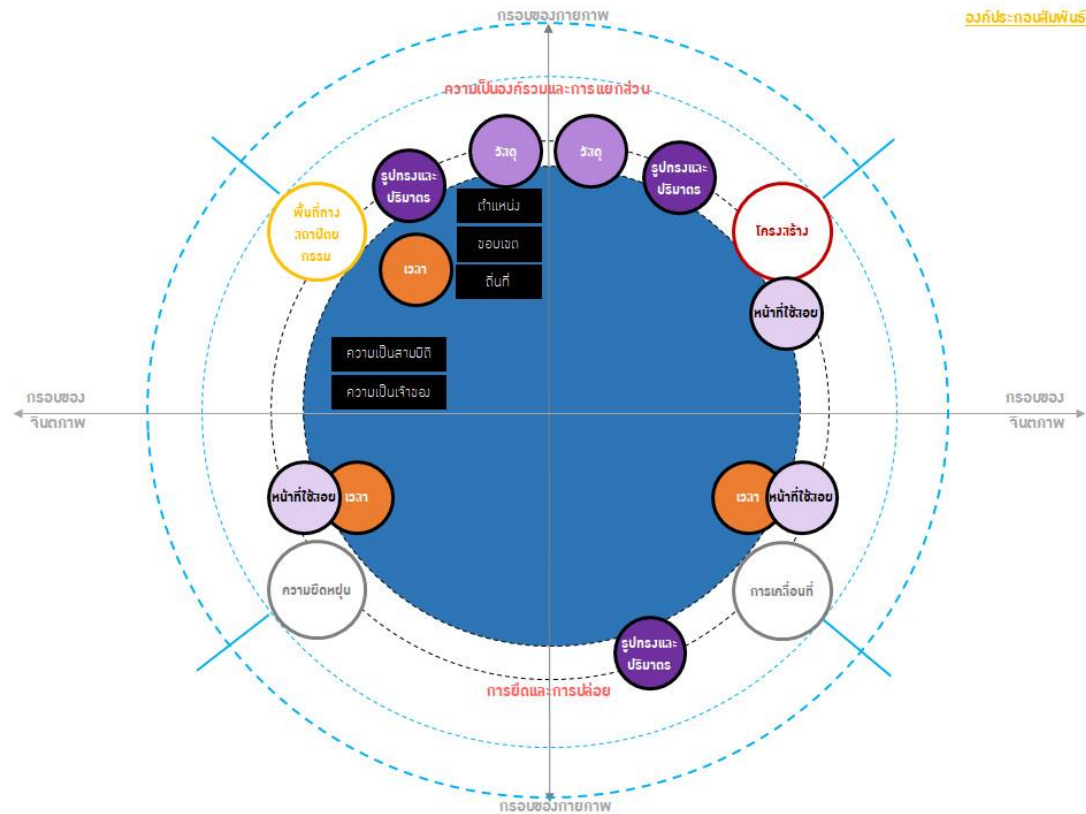 กรอบของกายภาพ
องค์ประกอบสัมพันธ์
ความเป็นองค์รวมและการแยกส่วน
วัสดุ
วัสดุ
รูปทรงและ
ปริมาตร
รูปทรงและ
ปริมาตร
พื้นที่ทาง
สถาปัตย
กรรม
ตำแหน่ง
ขอบเขต
ถิ่นที่
เวลา
โครงสร้าง
หน้าที่ใช้สอย
ความเป็นสามมิติ
ความเป็นเจ้าของ
กรอบของ
จินตภาพ
กรอบของ
จินตภาพ
หน้าที่ใช้สอย
เวลา
เวลา
หน้าที่ใช้สอย
ความยืดหยุ่น
การเคลื่อนที่
รูปทรงและ
ปริมาตร
การยึดและการปล่อย
กรอบของกายภาพ